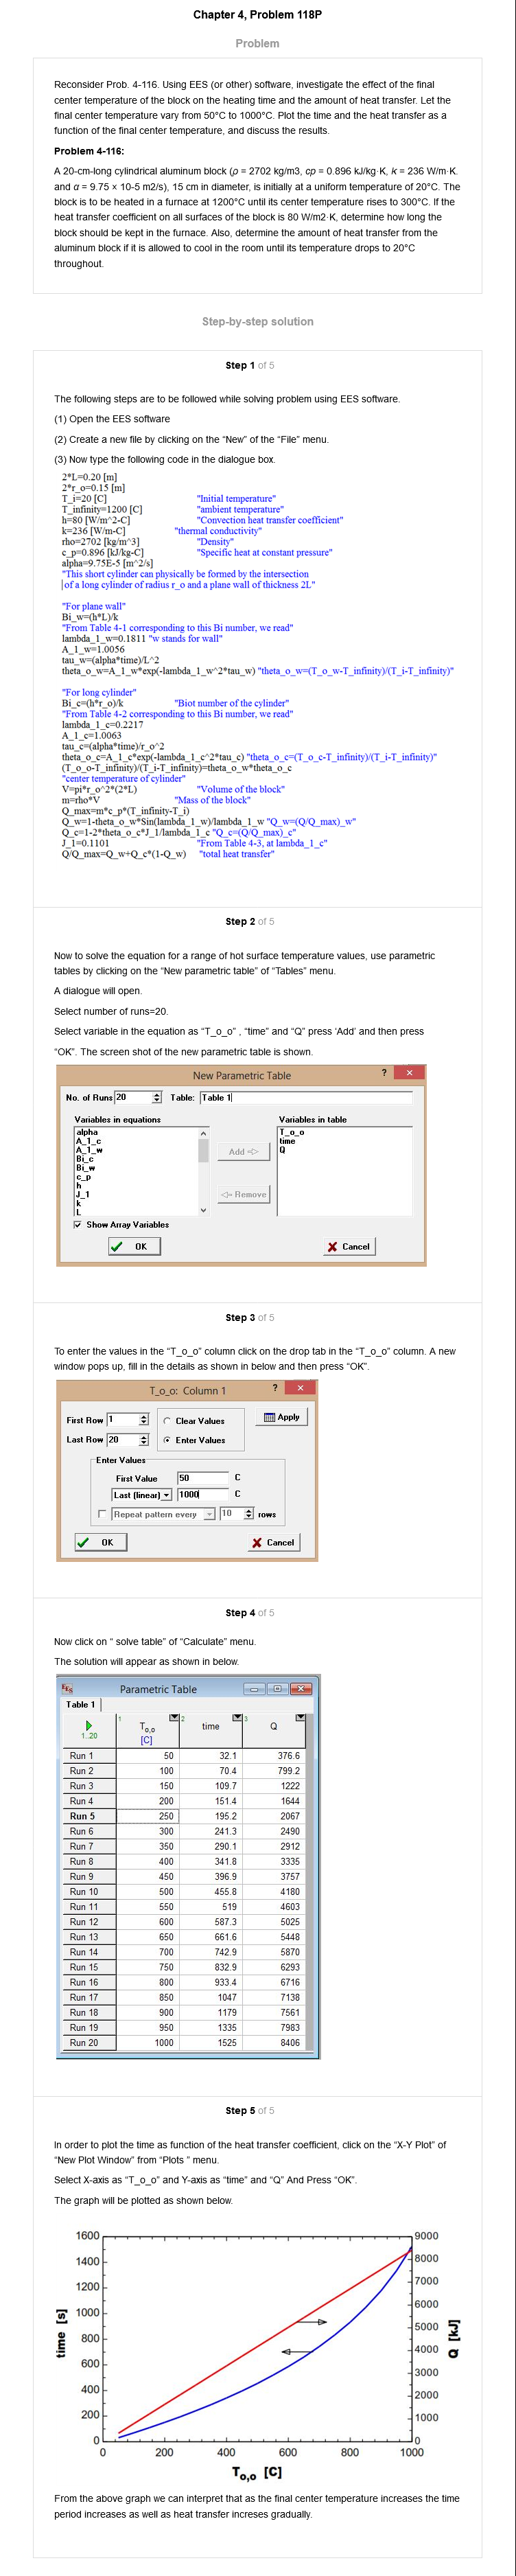 Chapter 4, Problem 118P
Problem
Reconsider Prob. 4-116. Using EES (or other) software, investigate the effect of the final
center temperature of the block on the heating time and the amount of heat transfer. Let the
final center temperature vary from 50°C to 1000°C. Plot the time and the heat transfer as a
function of the final center temperature, and discuss the results.
Problem 4-116:
A 20-cm-long cylindrical aluminum block (ρ = 2702 kg/m3, cp = 0.896 kJ/kg·K, k = 236 W/m·K.
and α = 9.75 × 10-5 m2/s), 15 cm in diameter, is initially at a uniform temperature of 20°C. The
block is to be heated in a furnace at 1200°C until its center temperature rises to 300°C. If the
heat transfer coefficient on all surfaces of the block is 80 W/m2·K, determine how long the
block should be kept in the furnace. Also, determine the amount of heat transfer from the
aluminum block if it is allowed to cool in the room until its temperature drops to 20°C
throughout.
Step-by-step solution
Step 1 of 5
The following steps are to be followed while solving problem using EES software.
(1) Open the EES software
(2) Create a new file by clicking on the “New” of the “File” menu.
(3) Now type the following code in the dialogue box.
2*L=0.20 [m]
2*r_o=0.15 [m]
T_i=20 [C] "Initial temperature"
T_infinity=1200 [C] "ambient temperature"
h=80 [W/m^2-C] "Convection heat transfer coefficient"
k=236 [W/m-C] "thermal conductivity"
rho=2702 [kg/m^3] "Density"
c_p=0.896 [kJ/kg-C] "Specific heat at constant pressure"
alpha=9.75E-5 [m^2/s]
"This short cylinder can physically be formed by the intersection
of a long cylinder of radius r_o and a plane wall of thickness 2L"
"For plane wall"
Bi_w=(h*L)/k
"From Table 4-1 corresponding to this Bi number, we read"
lambda_1_w=0.1811 "w stands for wall"
A_1_w=1.0056
tau_w=(alpha*time)/L^2
theta_o_w=A_1_w*exp(-lambda_1_w^2*tau_w) "theta_o_w=(T_o_w-T_infinity)/(T_i-T_infinity)"
"For long cylinder"
Bi_c=(h*r_o)/k "Biot number of the cylinder"
"From Table 4-2 corresponding to this Bi number, we read"
lambda_1_c=0.2217
A_1_c=1.0063
tau_c=(alpha*time)/r_o^2
theta_o_c=A_1_c*exp(-lambda_1_c^2*tau_c) "theta_o_c=(T_o_c-T_infinity)/(T_i-T_infinity)"
(T_o_o-T_infinity)/(T_i-T_infinity)=theta_o_w*theta_o_c
"center temperature of cylinder"
V=pi*r_o^2*(2*L) "Volume of the block"
m=rho*V "Mass of the block"
Q_max=m*c_p*(T_infinity-T_i)
Q_w=1-theta_o_w*Sin(lambda_1_w)/lambda_1_w "Q_w=(Q/Q_max)_w"
Q_c=1-2*theta_o_c*J_1/lambda_1_c "Q_c=(Q/Q_max)_c"
J_1=0.1101 "From Table 4-3, at lambda_1_c"
Q/Q_max=Q_w+Q_c*(1-Q_w) "total heat transfer"
Step 2 of 5
Now to solve the equation for a range of hot surface temperature values, use parametric
tables by clicking on the “New parametric table” of “Tables” menu.
A dialogue will open.
Select number of runs=20.
Select variable in the equation as “T_o_o” , “time” and “Q” press ‘Add’ and then press
“OK”. The screen shot of the new parametric table is shown.
New Parametric Table ? x
No. of Runs 20 Table: Table 1
Variables in equations Variables in table
alpha T_o_o
A_1_c time
A_1_w Q
Bi_c
Bi_w
c_p
h
J_1
k
L
Add =>
<= Remove
Show Array Variables
OK Cancel
Step 3 of 5
To enter the values in the “T_o_o” column click on the drop tab in the “T_o_o” column. A new
window pops up, fill in the details as shown in below and then press “OK”.
T_o_o: Column 1 ? x
First Row 1 Clear Values Apply
Last Row 20 Enter Values
Enter Values
First Value 50 C
Last (linear) 1000 C
Repeat pattern every 10 rows
OK Cancel
Step 4 of 5
Now click on “ solve table” of “Calculate” menu.
The solution will appear as shown in below.
EES Parametric Table
Table 1
1..20 1 To,o [C] 2 time 3 Q
Run 1 50 32.1 376.6
Run 2 100 70.4 799.2
Run 3 150 109.7 1222
Run 4 200 151.4 1644
Run 5 250 195.2 2067
Run 6 300 241.3 2490
Run 7 350 290.1 2912
Run 8 400 341.8 3335
Run 9 450 396.9 3757
Run 10 500 455.8 4180
Run 11 550 519 4603
Run 12 600 587.3 5025
Run 13 650 661.6 5448
Run 14 700 742.9 5870
Run 15 750 832.9 6293
Run 16 800 933.4 6716
Run 17 850 1047 7138
Run 18 900 1179 7561
Run 19 950 1335 7983
Run 20 1000 1525 8406
Step 5 of 5
In order to plot the time as function of the heat transfer coefficient, click on the “X-Y Plot” of
“New Plot Window” from “Plots ” menu.
Select X-axis as “T_o_o” and Y-axis as “time” and “Q” And Press “OK”.
The graph will be plotted as shown below.
1600 9000
1400 8000
1200 7000
1000 6000
800 5000
600 4000
400 3000
200 2000
0 1000
0
time [s]
Q [kJ]
0 200 400 600 800 1000
To,o [C]
From the above graph we can interpret that as the final center temperature increases the time
period increases as well as heat transfer increses gradually.